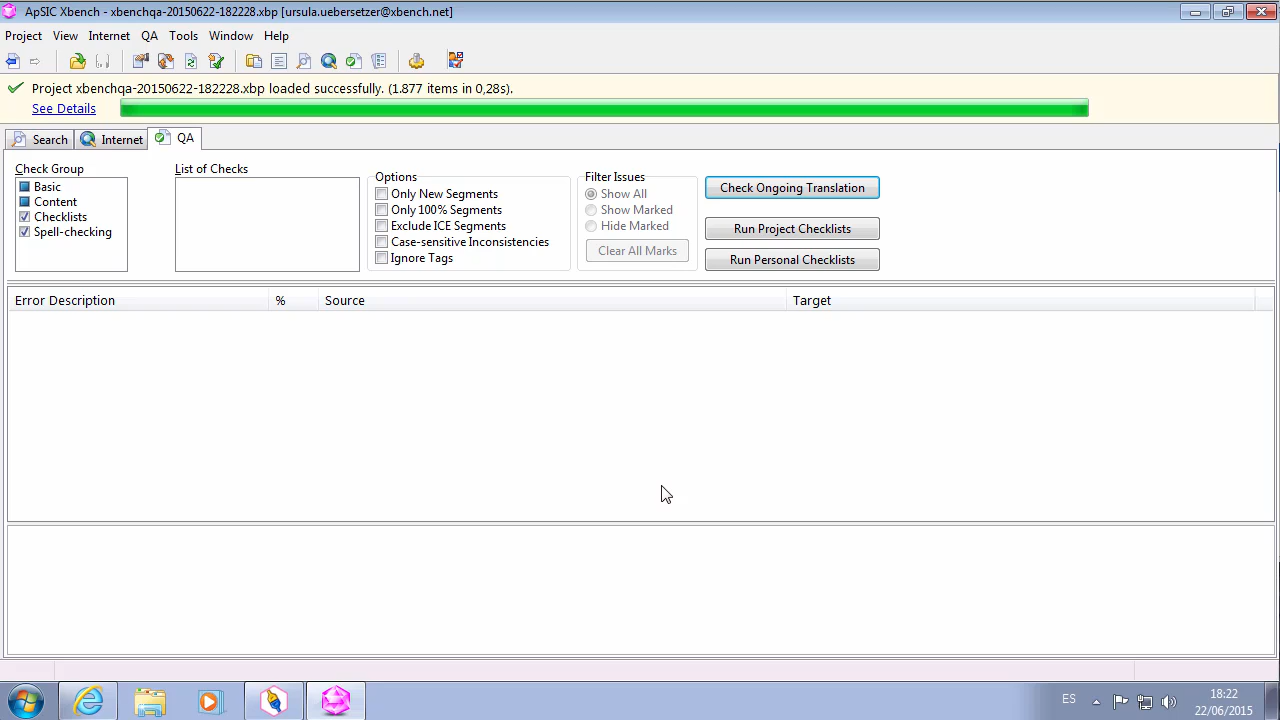 ApSIC Xbench - xbenchqa-20150622-182228.xbp [ursula.uebersetzer@xbench.net]
Project View Internet QA Tools Window Help
Project xbenchqa-20150622-182228.xbp loaded successfully. (1.877 items in 0,28s).
See Details
Search Internet QA
Check Group
Basic
Content
Checklists
Spell-checking
List of Checks
Options
Only New Segments
Only 100% Segments
Exclude ICE Segments
Case-sensitive Inconsistencies
Ignore Tags
Filter Issues
Show All
Show Marked
Hide Marked
Clear All Marks
Check Ongoing Translation
Run Project Checklists
Run Personal Checklists
Error Description % Source Target
ES
18:22
22/06/2015